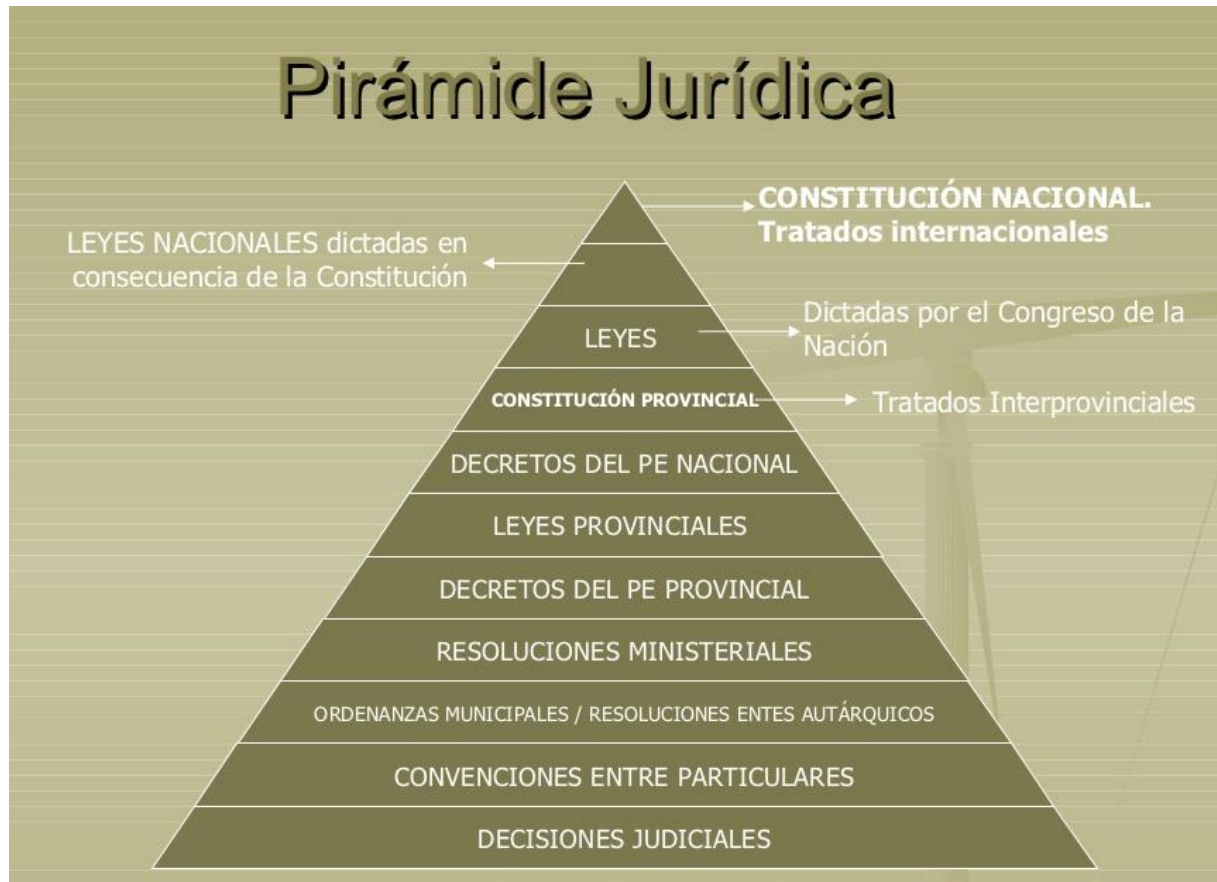 Pirámide Jurídica
CONSTITUCIÓN NACIONAL.
Tratados internacionales
LEYES NACIONALES dictadas en
consecuencia de la Constitución
Dictadas por el Congreso de la
Nación
LEYES
CONSTITUCIÓN PROVINCIAL
Tratados Interprovinciales
DECRETOS DEL PE NACIONAL
LEYES PROVINCIALES
DECRETOS DEL PE PROVINCIAL
RESOLUCIONES MINISTERIALES
ORDENANZAS MUNICIPALES / RESOLUCIONES ENTES AUTÁRQUICOS
CONVENCIONES ENTRE PARTICULARES
DECISIONES JUDICIALES